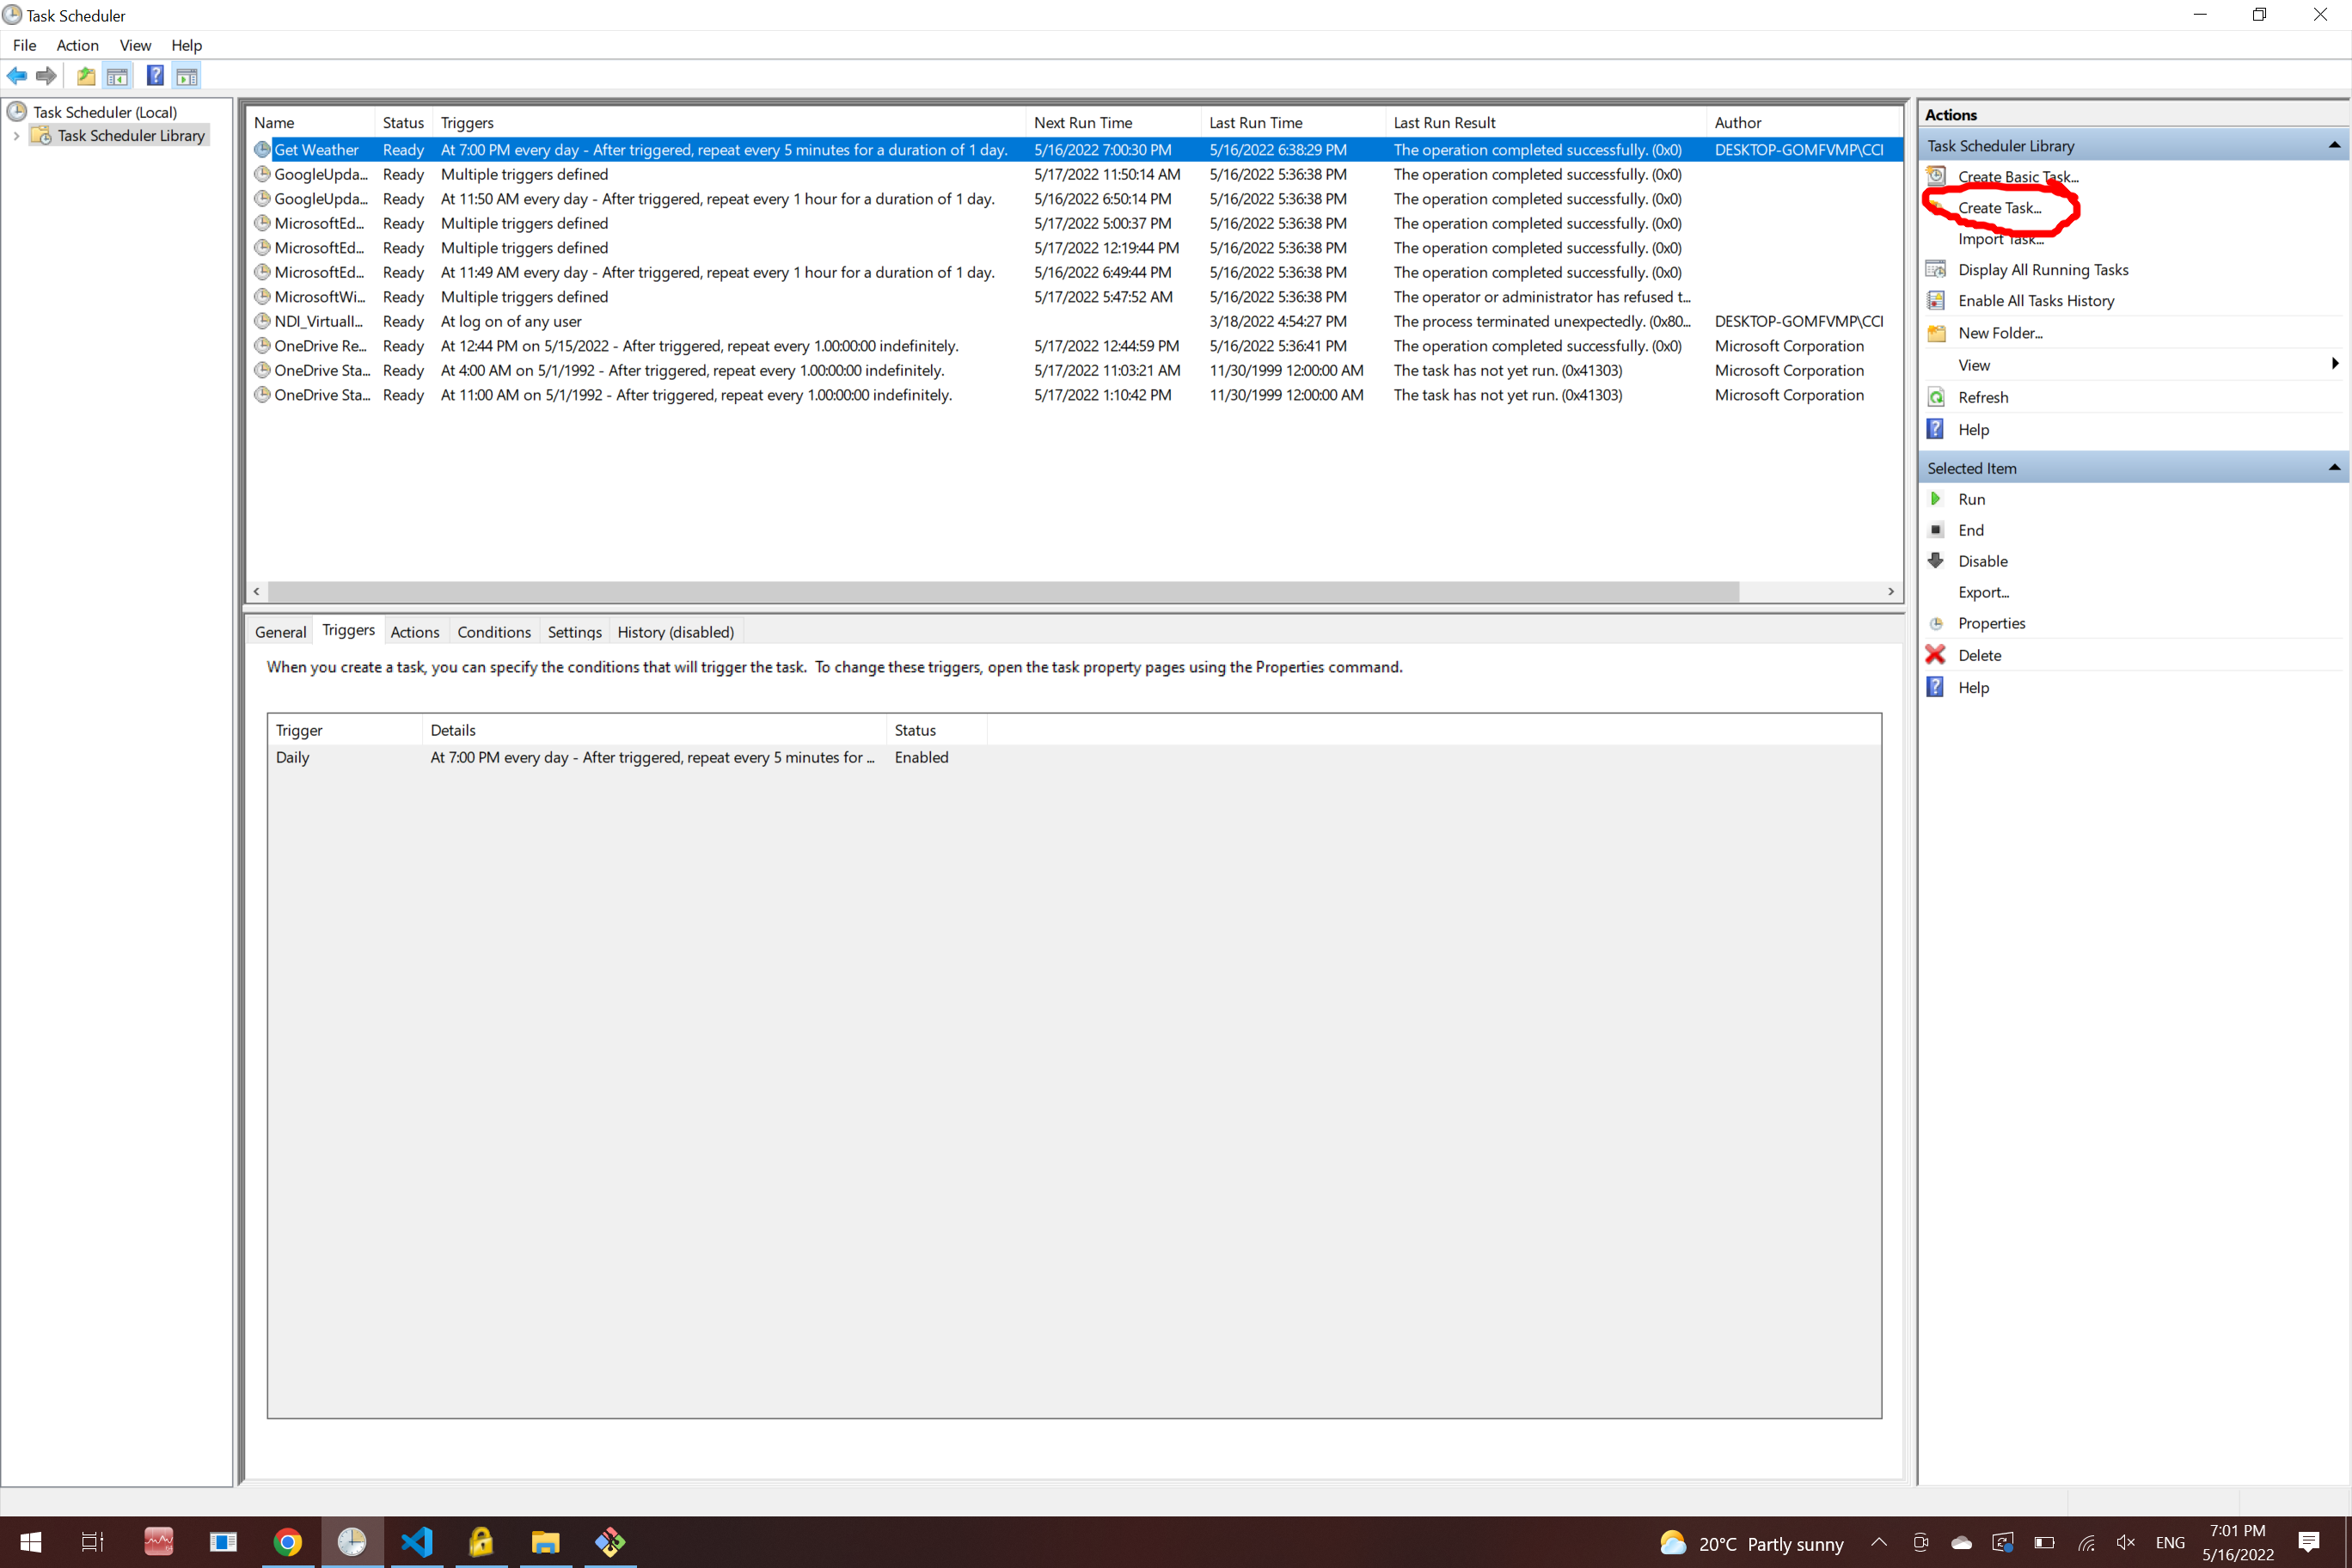 Task Scheduler
File Action View Help
Task Scheduler (Local)
Task Scheduler Library
Name Status Triggers Next Run Time Last Run Time Last Run Result Author
Get Weather Ready At 7:00 PM every day - After triggered, repeat every 5 minutes for a duration of 1 day. 5/16/2022 7:00:30 PM 5/16/2022 6:38:29 PM The operation completed successfully. (0x0) DESKTOP-GOMFVMP\CCI
GoogleUpda... Ready Multiple triggers defined 5/17/2022 11:50:14 AM 5/16/2022 5:36:38 PM The operation completed successfully. (0x0)
GoogleUpda... Ready At 11:50 AM every day - After triggered, repeat every 1 hour for a duration of 1 day. 5/16/2022 6:50:14 PM 5/16/2022 5:36:38 PM The operation completed successfully. (0x0)
MicrosoftEd... Ready Multiple triggers defined 5/17/2022 5:00:37 PM 5/16/2022 5:36:38 PM The operation completed successfully. (0x0)
MicrosoftEd... Ready Multiple triggers defined 5/17/2022 12:19:44 PM 5/16/2022 5:36:38 PM The operation completed successfully. (0x0)
MicrosoftEd... Ready At 11:49 AM every day - After triggered, repeat every 1 hour for a duration of 1 day. 5/16/2022 6:49:44 PM 5/16/2022 5:36:38 PM The operation completed successfully. (0x0)
MicrosoftWi... Ready Multiple triggers defined 5/17/2022 5:47:52 AM 5/16/2022 5:36:38 PM The operator or administrator has refused t...
NDI_Virtuall... Ready At log on of any user 3/18/2022 4:54:27 PM The process terminated unexpectedly. (0x80... DESKTOP-GOMFVMP\CCI
OneDrive Re... Ready At 12:44 PM on 5/15/2022 - After triggered, repeat every 1.00:00:00 indefinitely. 5/17/2022 12:44:59 PM 5/16/2022 5:36:41 PM The operation completed successfully. (0x0) Microsoft Corporation
OneDrive Sta... Ready At 4:00 AM on 5/1/1992 - After triggered, repeat every 1.00:00:00 indefinitely. 5/17/2022 11:03:21 AM 11/30/1999 12:00:00 AM The task has not yet run. (0x41303) Microsoft Corporation
OneDrive Sta... Ready At 11:00 AM on 5/1/1992 - After triggered, repeat every 1.00:00:00 indefinitely. 5/17/2022 1:10:42 PM 11/30/1999 12:00:00 AM The task has not yet run. (0x41303) Microsoft Corporation
General Triggers Actions Conditions Settings History (disabled)
When you create a task, you can specify the conditions that will trigger the task. To change these triggers, open the task property pages using the Properties command.
Trigger Details Status
Daily At 7:00 PM every day - After triggered, repeat every 5 minutes for ... Enabled
Actions
Task Scheduler Library
Create Basic Task...
Create Task...
Import Task...
Display All Running Tasks
Enable All Tasks History
New Folder...
View
Refresh
Help
Selected Item
Run
End
Disable
Export...
Properties
Delete
Help
20°C Partly sunny
ENG
7:01 PM
5/16/2022